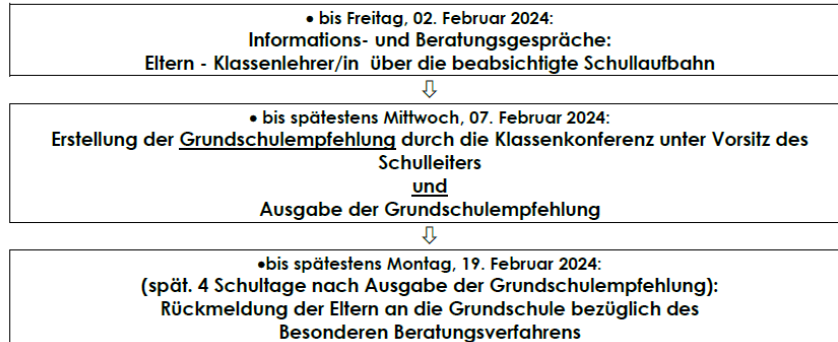 • bis Freitag, 02. Februar 2024:
Informations- und Beratungsgespräche:
Eltern - Klassenlehrer/in über die beabsichtigte Schullaufbahn
⇩
• bis spätestens Mittwoch, 07. Februar 2024:
Erstellung der Grundschulempfehlung durch die Klassenkonferenz unter Vorsitz des
Schulleiters
und
Ausgabe der Grundschulempfehlung
⇩
•bis spätestens Montag, 19. Februar 2024:
(spät. 4 Schultage nach Ausgabe der Grundschulempfehlung):
Rückmeldung der Eltern an die Grundschule bezüglich des
Besonderen Beratungsverfahrens